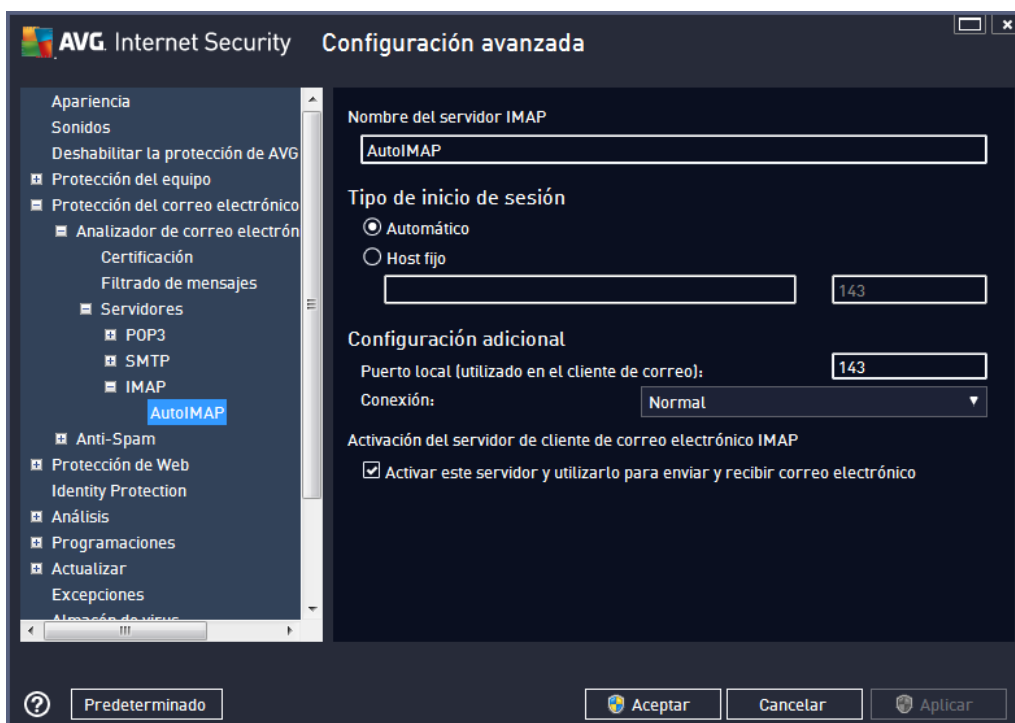 AVG. Internet Security Configuración avanzada
Apariencia
Sonidos
Deshabilitar la protección de AVG
Protección del equipo
Protección del correo electrónico
Analizador de correo electrón
Certificación
Filtrado de mensajes
Servidores
POP3
SMTP
IMAP
AutoIMAP
Anti-Spam
Protección de Web
Identity Protection
Análisis
Programaciones
Actualizar
Excepciones
Almacén de virus
Nombre del servidor IMAP
AutoIMAP
Tipo de inicio de sesión
Automático
Host fijo
143
Configuración adicional
Puerto local (utilizado en el cliente de correo): 143
Conexión: Normal
Activación del servidor de cliente de correo electrónico IMAP
Activar este servidor y utilizarlo para enviar y recibir correo electrónico
Predeterminado Aceptar Cancelar Aplicar